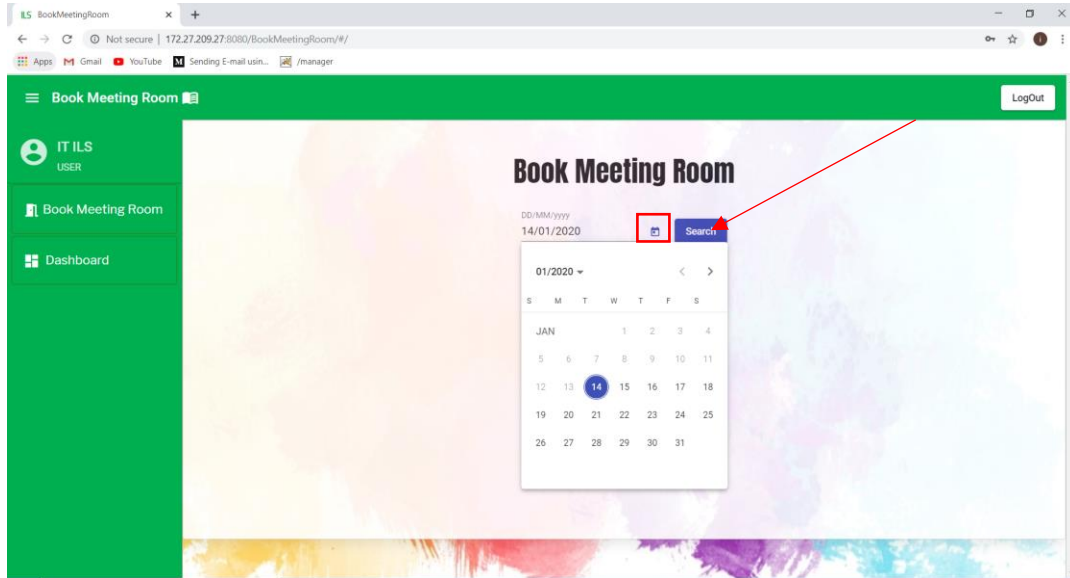 ILS BookMeetingRoom
Not secure | 172.27.209.27:8080/BookMeetingRoom/#/
Apps Gmail YouTube Sending E-mail usin... /manager
Book Meeting Room
LogOut
IT ILS
USER
Book Meeting Room
Dashboard
Book Meeting Room
DD/MM/yyyy
14/01/2020
Search
01/2020
S M T W T F S
JAN 1 2 3 4
5 6 7 8 9 10 11
12 13 14 15 16 17 18
19 20 21 22 23 24 25
26 27 28 29 30 31